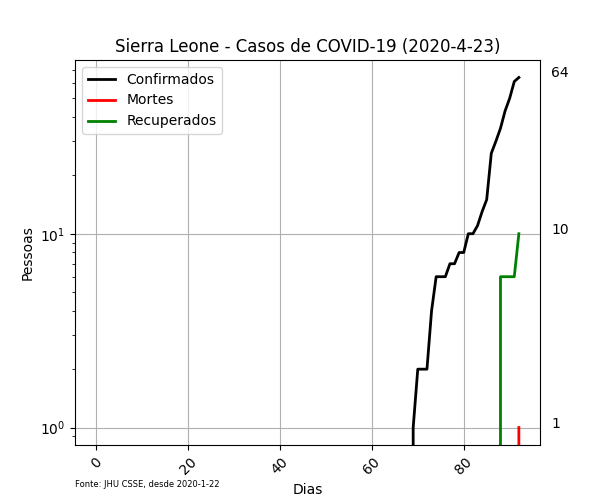 Sierra Leone - Casos de COVID-19 (2020-4-23)
Confirmados
Mortes
Recuperados
64
10
1
10¹
10⁰
Pessoas
0
20
40
60
80
Dias
Fonte: JHU CSSE, desde 2020-1-22